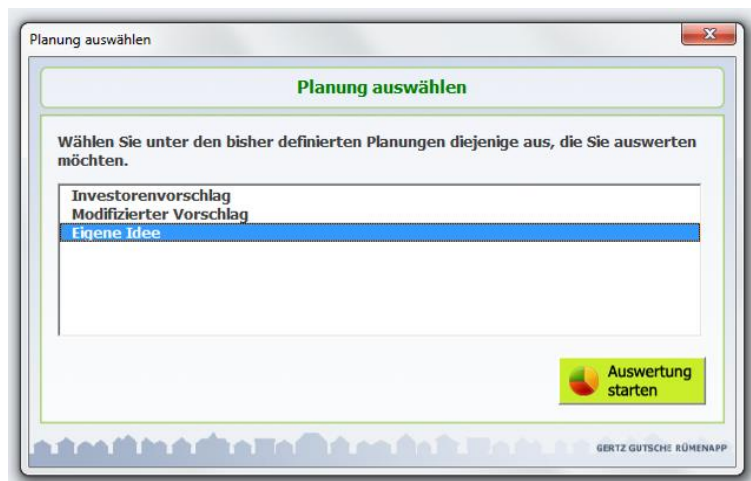 Planung auswählen
Planung auswählen
Wählen Sie unter den bisher definierten Planungen diejenige aus, die Sie auswerten
möchten.
Investorenvorschlag
Modifizierter Vorschlag
Eigene Idee
Auswertung
starten
GERTZ GUTSCHE RÜMENAPP